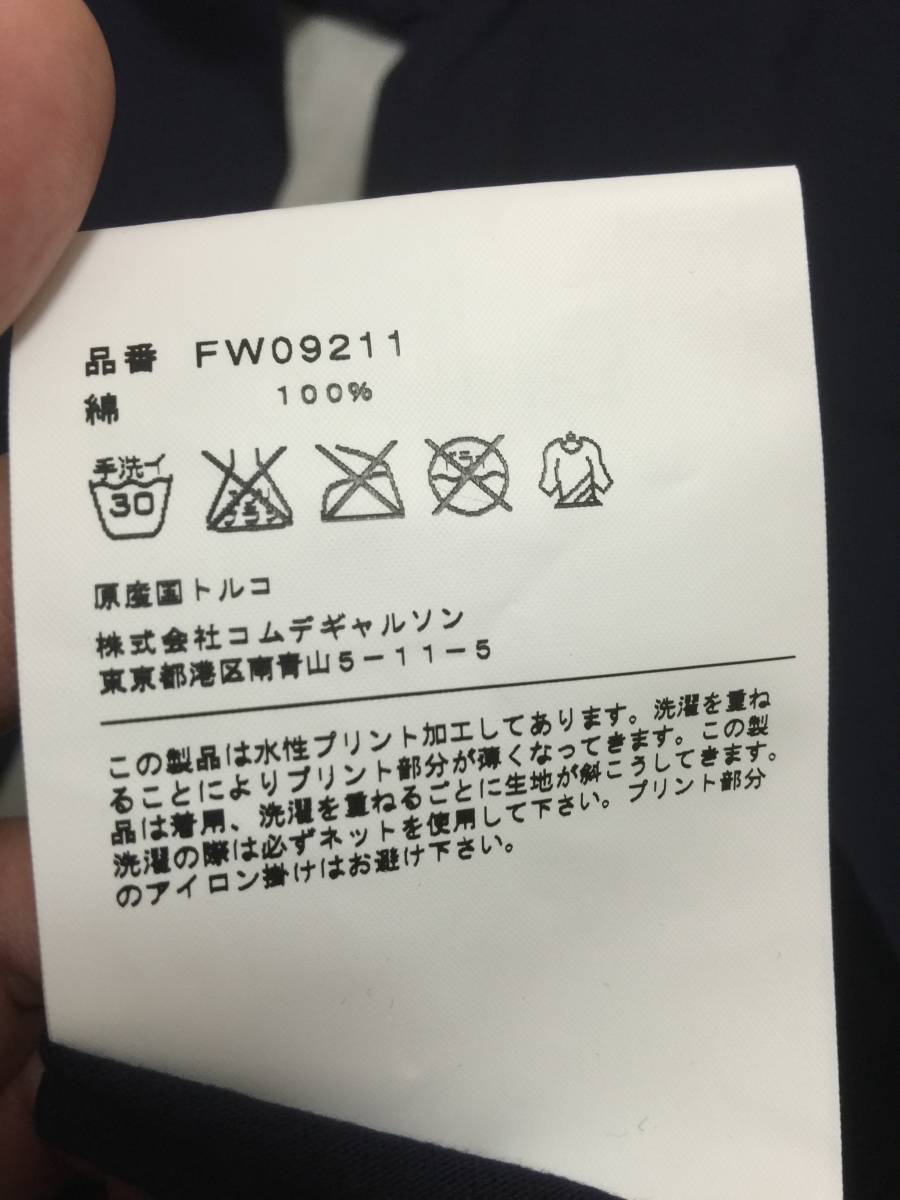 品番 FW09211
綿 100%
手洗イ
30
原産国トルコ
株式会社コムデギャルソン
東京都港区南青山5-11-5
この製品は水性プリント加工してあります。洗濯を重ね
ることによりプリント部分が薄くなってきます。この製
品は着用、洗濯を重ねるごとに生地が斜こうしてきます。
洗濯の際は必ずネットを使用して下さい。プリント部分
のアイロン掛けはお避け下さい。